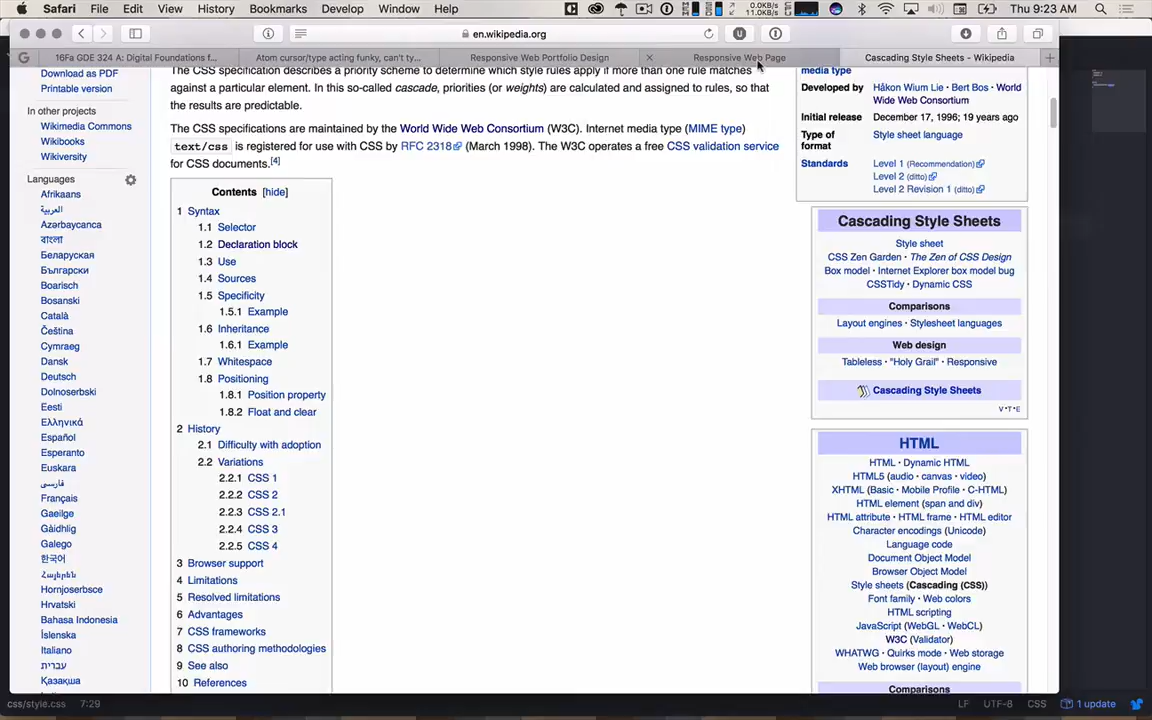 Safari File Edit View History Bookmarks Develop Window Help
0.0KB/s
11.0KB/s
Thu 9:23 AM
en.wikipedia.org
16Fa GDE 324 A: Digital Foundations f...
Atom cursor/type acting funky, can't ty...
Responsive Web Portfolio Design
Responsive Web Page
Cascading Style Sheets - Wikipedia
Download as PDF
Printable version
In other projects
Wikimedia Commons
Wikibooks
Wikiversity
Languages
Afrikaans
العربية
Azərbaycanca
বাংলা
Беларуская
Български
Boarisch
Bosanski
Català
Čeština
Cymraeg
Dansk
Deutsch
Dolnoserbski
Eesti
Ελληνικά
Español
Esperanto
Euskara
فارسی
Français
Gaeilge
Gàidhlig
Galego
한국어
Հայերեն
Hornjoserbsce
Hrvatski
Bahasa Indonesia
Íslenska
Italiano
עברית
Қазақша
The CSS specification describes a priority scheme to determine which style rules apply if more than one rule matches
against a particular element. In this so-called cascade, priorities (or weights) are calculated and assigned to rules, so that
the results are predictable.
The CSS specifications are maintained by the World Wide Web Consortium (W3C). Internet media type (MIME type)
text/css is registered for use with CSS by RFC 2318 (March 1998). The W3C operates a free CSS validation service
for CSS documents.[4]
Contents [hide]
1 Syntax
1.1 Selector
1.2 Declaration block
1.3 Use
1.4 Sources
1.5 Specificity
1.5.1 Example
1.6 Inheritance
1.6.1 Example
1.7 Whitespace
1.8 Positioning
1.8.1 Position property
1.8.2 Float and clear
2 History
2.1 Difficulty with adoption
2.2 Variations
2.2.1 CSS 1
2.2.2 CSS 2
2.2.3 CSS 2.1
2.2.4 CSS 3
2.2.5 CSS 4
3 Browser support
4 Limitations
5 Resolved limitations
6 Advantages
7 CSS frameworks
8 CSS authoring methodologies
9 See also
10 References
media type
Developed by Håkon Wium Lie · Bert Bos · World
Wide Web Consortium
Initial release December 17, 1996; 19 years ago
Type of Style sheet language
format
Standards Level 1 (Recommendation)
Level 2 (ditto)
Level 2 Revision 1 (ditto)
Cascading Style Sheets
Style sheet
CSS Zen Garden · The Zen of CSS Design
Box model · Internet Explorer box model bug
CSSTidy · Dynamic CSS
Comparisons
Layout engines · Stylesheet languages
Web design
Tableless · "Holy Grail" · Responsive
Cascading Style Sheets
V·T·E
HTML
HTML · Dynamic HTML
HTML5 (audio · canvas · video)
XHTML (Basic · Mobile Profile · C-HTML)
HTML element (span and div)
HTML attribute · HTML frame · HTML editor
Character encodings (Unicode)
Language code
Document Object Model
Browser Object Model
Style sheets (Cascading (CSS))
Font family · Web colors
HTML scripting
JavaScript (WebGL · WebCL)
W3C (Validator)
WHATWG · Quirks mode · Web storage
Web browser (layout) engine
Comparisons
css/style.css 7:29
LF UTF-8 CSS 1 update